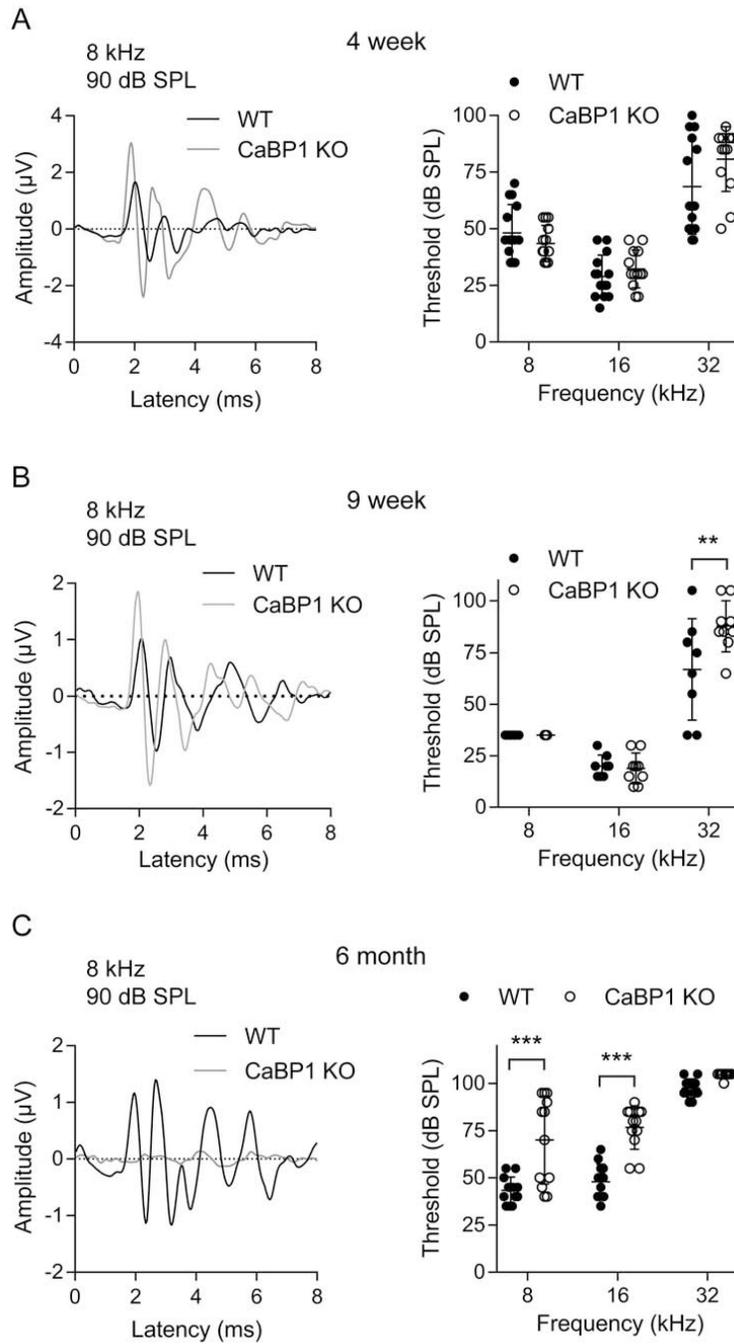 A
4 week
8 kHz
90 dB SPL
WT
CaBP1 KO
Amplitude (µV)
4
2
0
-2
-4
0 2 4 6 8
Latency (ms)
WT
CaBP1 KO
Threshold (dB SPL)
100
75
50
25
0
8 16 32
Frequency (kHz)
B
9 week
8 kHz
90 dB SPL
WT
CaBP1 KO
Amplitude (µV)
2
1
0
-1
-2
0 2 4 6 8
Latency (ms)
WT
CaBP1 KO
**
Threshold (dB SPL)
100
75
50
25
0
8 16 32
Frequency (kHz)
C
6 month
8 kHz
90 dB SPL
WT
CaBP1 KO
Amplitude (µV)
2
1
0
-1
-2
0 2 4 6 8
Latency (ms)
WT CaBP1 KO
*** ***
Threshold (dB SPL)
100
75
50
25
0
8 16 32
Frequency (kHz)